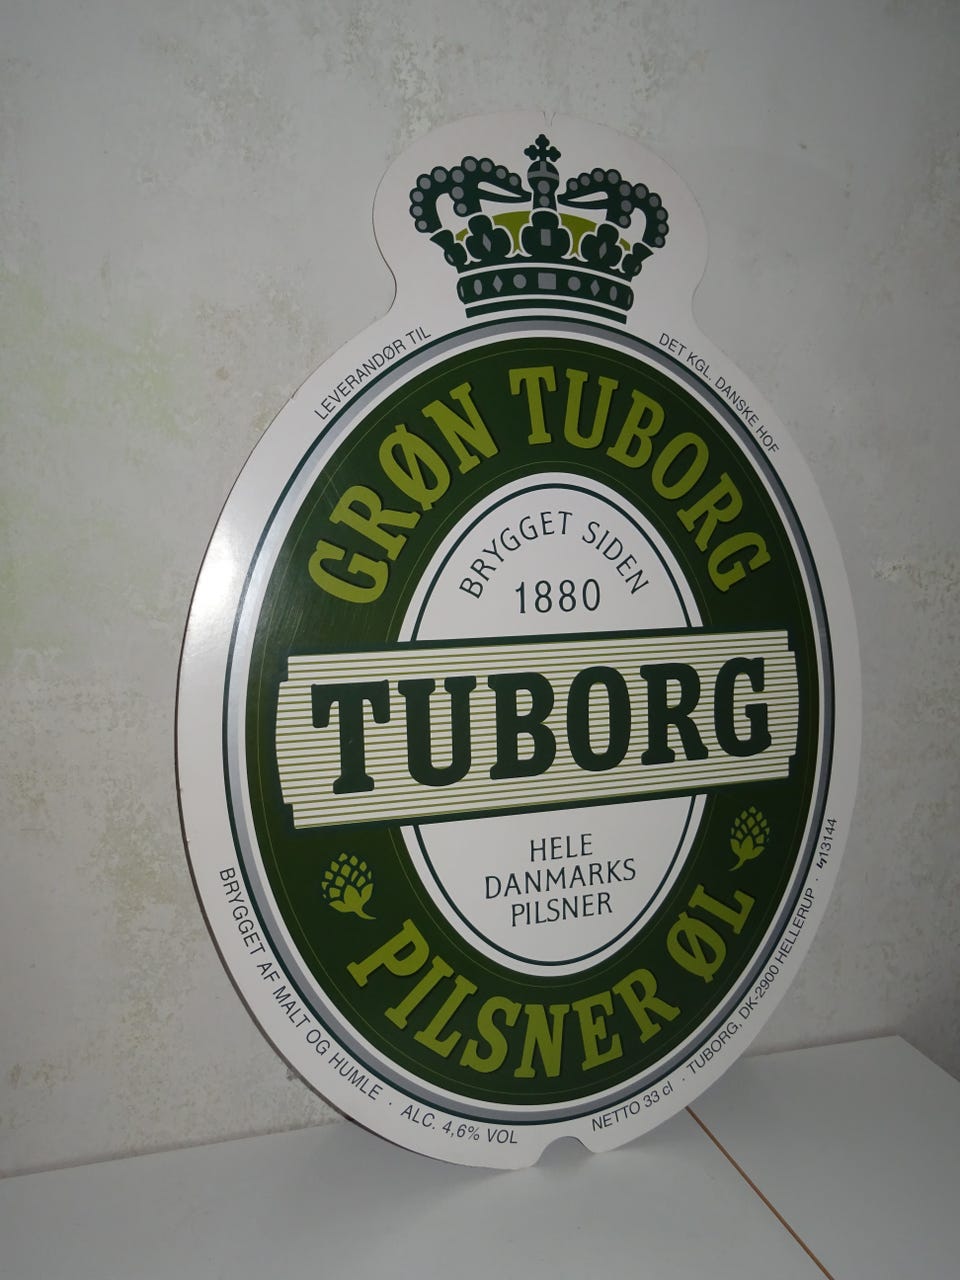 LEVERANDØR TIL
DET KGL. DANSKE HOF
GRØN TUBORG
BRYGGET SIDEN
1880
TUBORG
HELE
DANMARKS
PILSNER
PILSNER ØL
BRYGGET AF MALT OG HUMLE · ALC. 4,6% VOL
NETTO 33 cl · TUBORG, DK-2900 HELLERUP · 13144